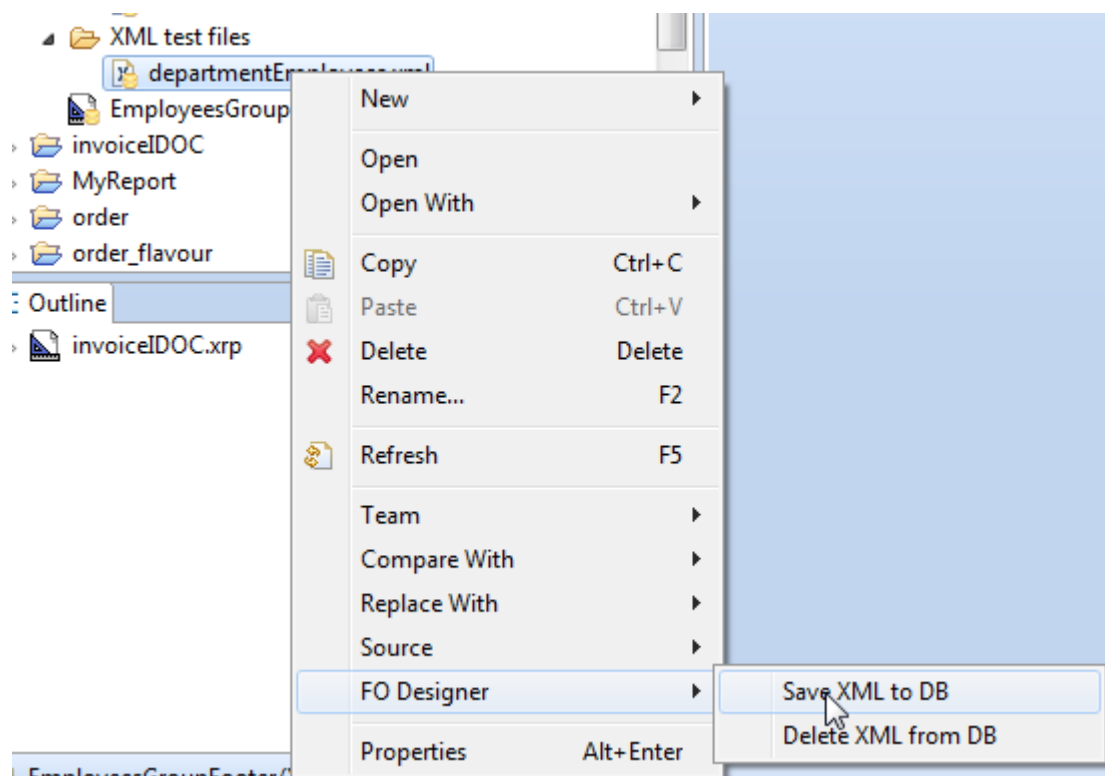 XML test files
New
EmployeesGroup
invoiceIDOC
Open
MyReport
Open With
order
order_flavour
Copy Ctrl+C
Outline
Paste Ctrl+V
invoiceIDOC.xrp
Delete Delete
Rename... F2
Refresh F5
Team
Compare With
Replace With
Source
FO Designer
Save XML to DB
Delete XML from DB
Properties Alt+Enter